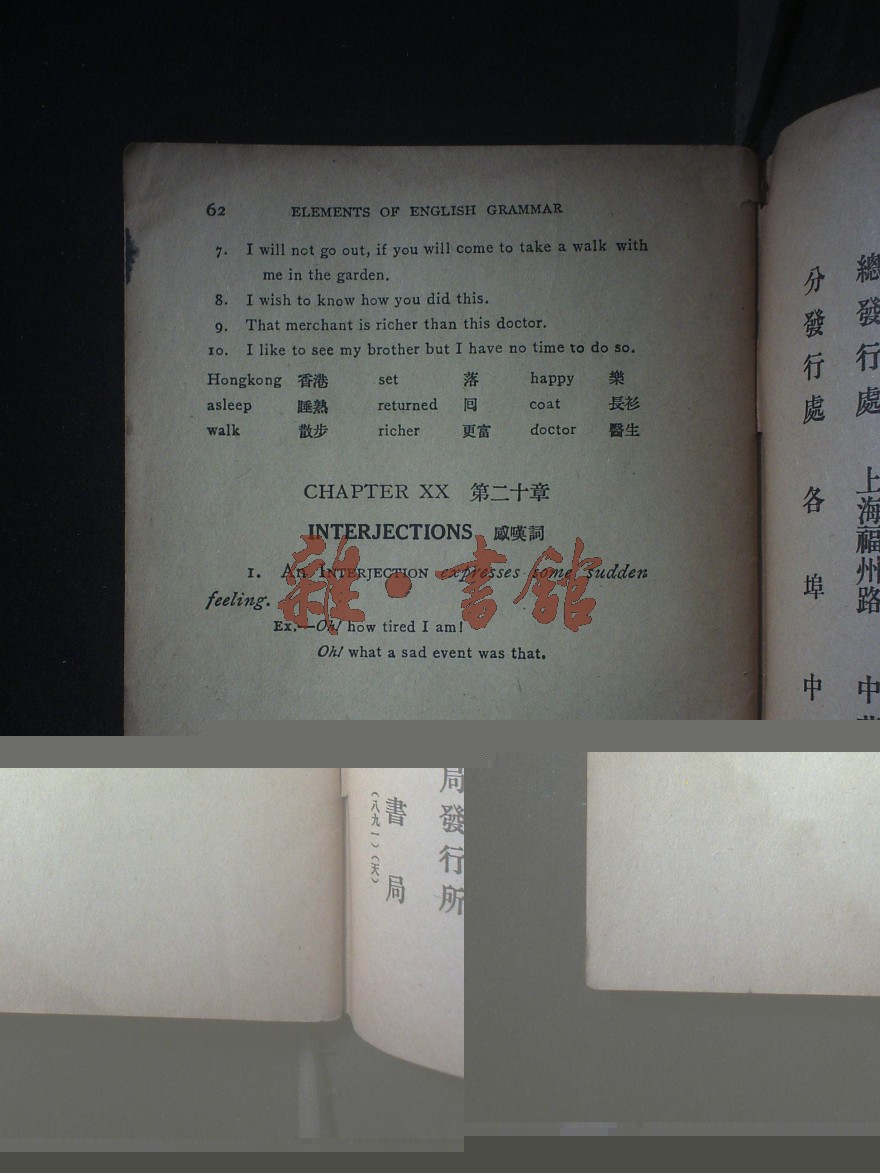 62 ELEMENTS OF ENGLISH GRAMMAR
7. I will not go out, if you will come to take a walk with
me in the garden.
8. I wish to know how you did this.
9. That merchant is richer than this doctor.
10. I like to see my brother but I have no time to do so.
Hongkong 香港 set 落 happy 樂
asleep 睡熟 returned 囘 coat 長衫
walk 散步 richer 更富 doctor 醫生
CHAPTER XX 第二十章
INTERJECTIONS 感嘆詞
1. An INTERJECTION expresses some sudden
feeling.
Ex.—Oh! how tired I am!
Oh! what a sad event was that.
雜·書館
總發行處 上海福州路 中
分發行處 各埠 中
局發行所
書局
(八九一)(天)